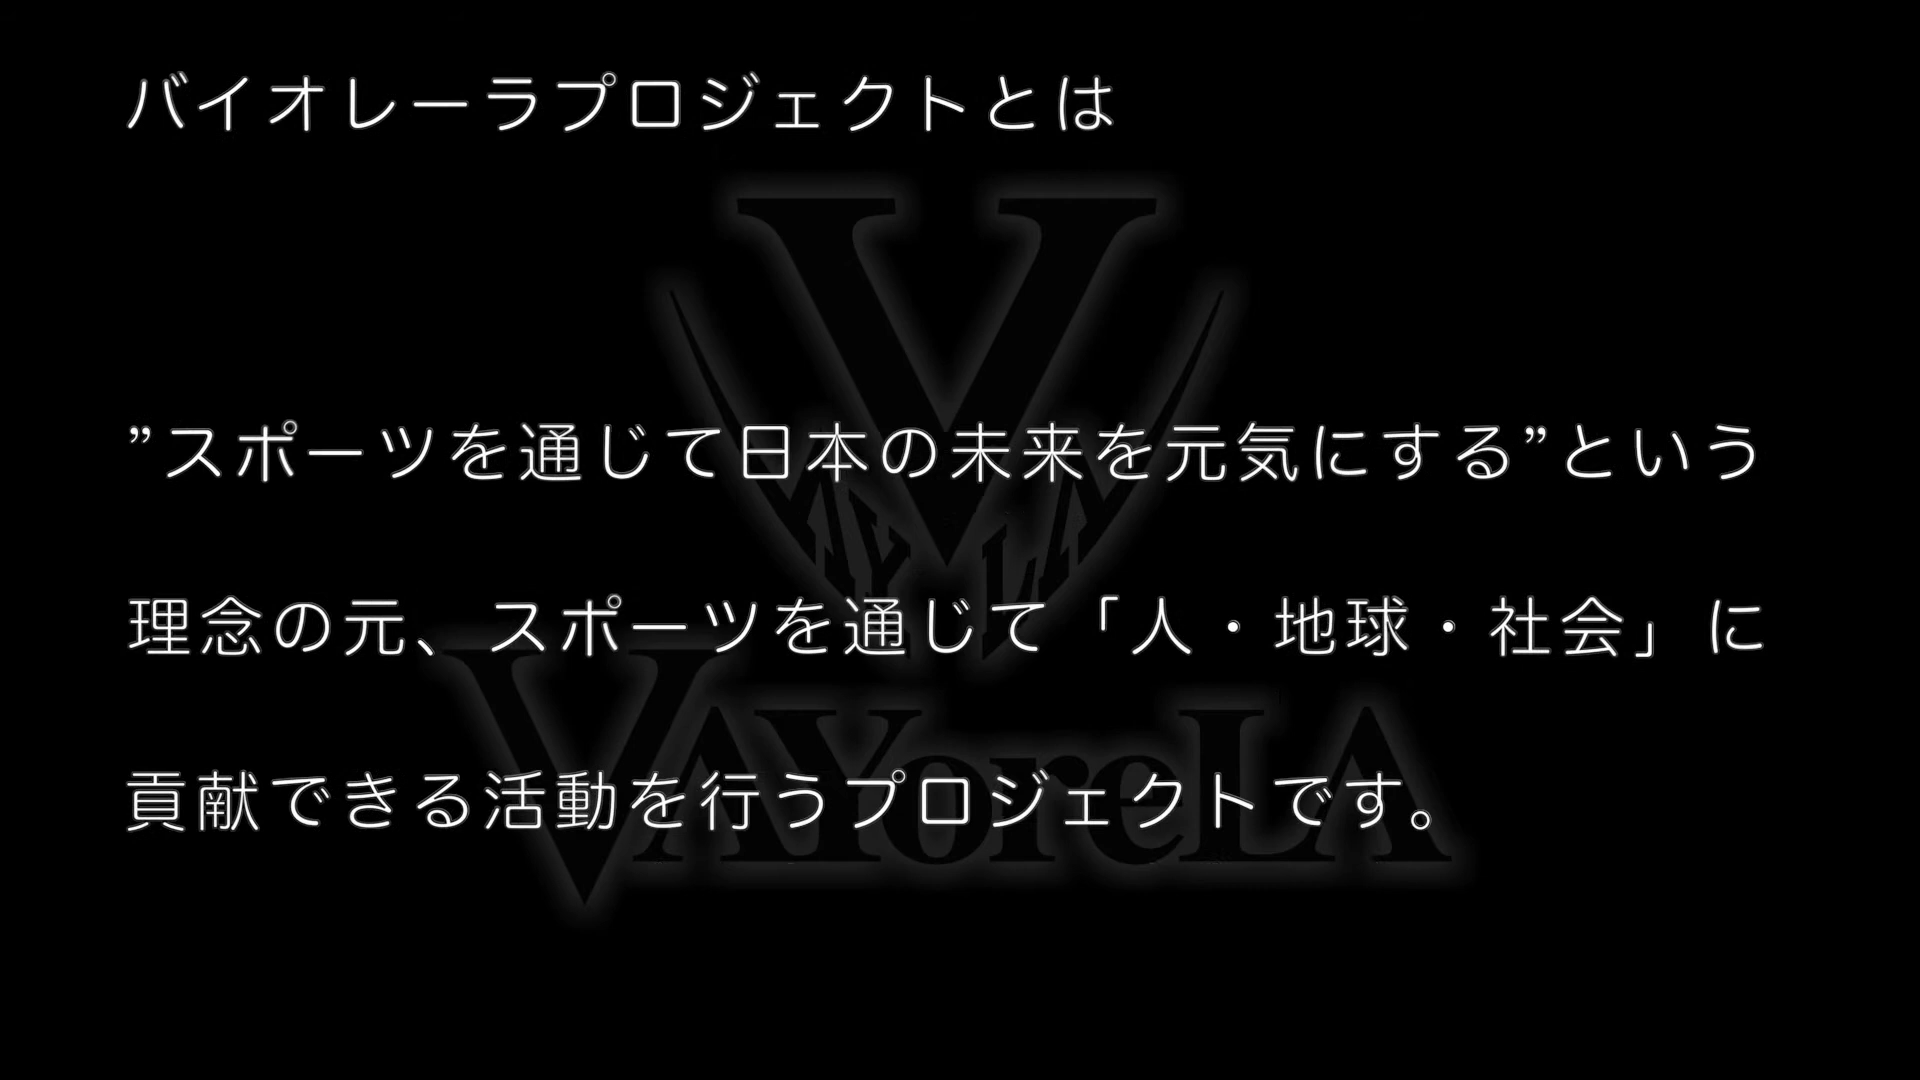 バイオレーラプロジェクトとは
”スポーツを通じて日本の未来を元気にする”という
理念の元、スポーツを通じて「人・地球・社会」に
貢献できる活動を行うプロジェクトです。
VAYoreLA